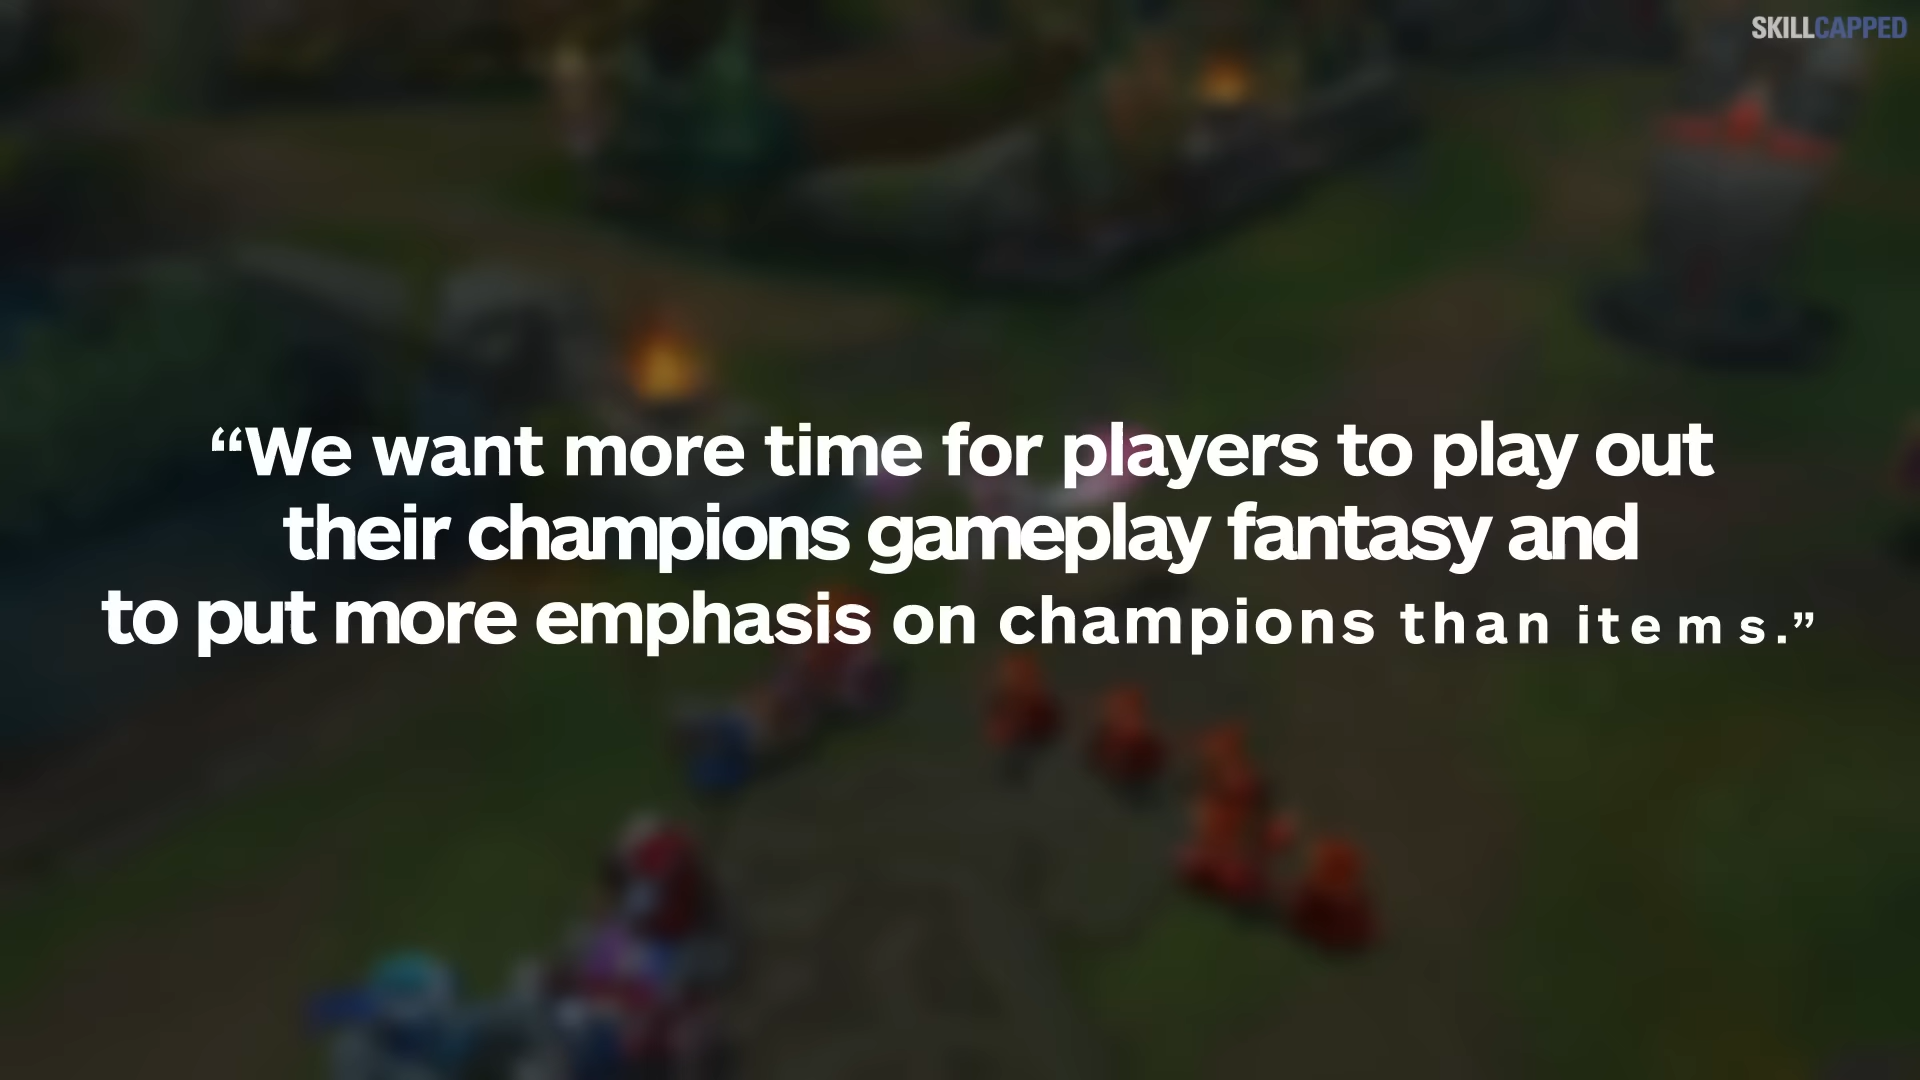 SKILLCAPPED
“We want more time for players to play out
their champions gameplay fantasy and
to put more emphasis on champions than items.”